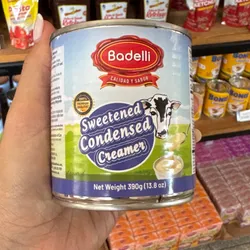 Badelli
CALIDAD Y SABOR
Sweetened
Condensed
Creamer
Net Weight 390g (13.8 oz)